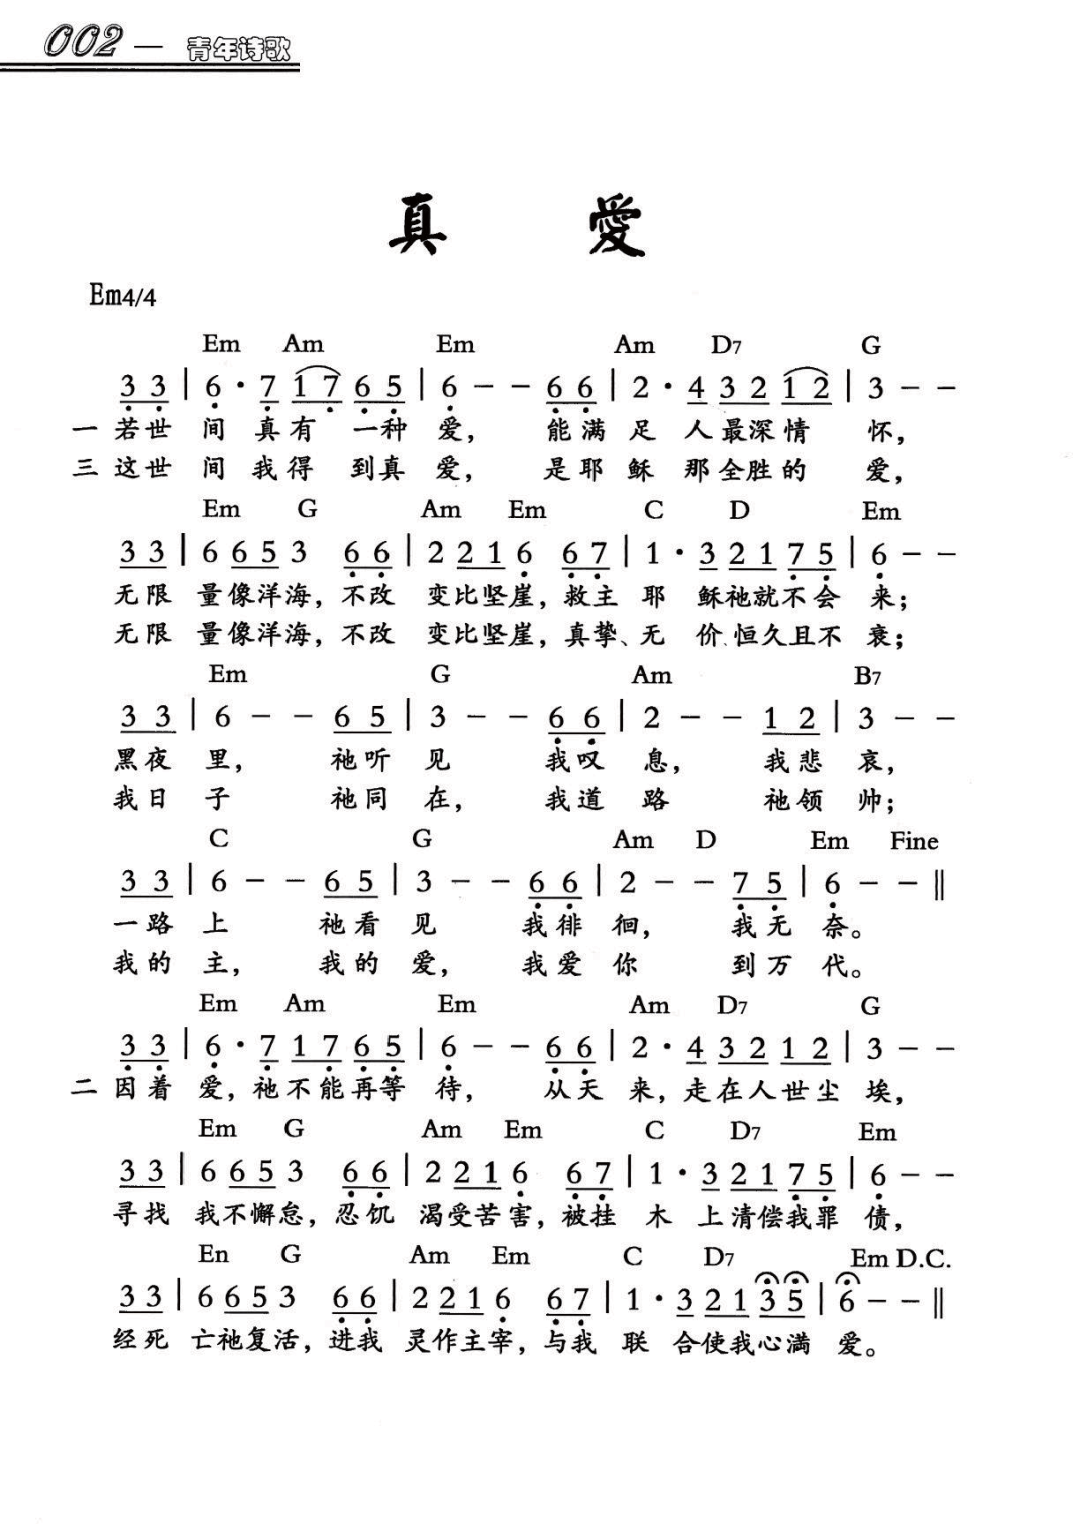 002 — 青年诗歌
真 愛
Em4/4
Em Am Em Am D7 G
3 3 | 6 · 7 1 7 6 5 | 6 - - 6 6 | 2 · 4 3 2 1 2 | 3 - -
一 若世 间 真有 一种 爱， 能满 足 人最深情 怀，
三 这世 间 我得 到真 爱， 是耶 稣 那全胜的 爱，
Em G Am Em C D Em
3 3 | 6 6 5 3 6 6 | 2 2 1 6 6 7 | 1 · 3 2 1 7 5 | 6 - -
无限 量像洋海，不改 变比坚崖，救主 耶 稣祂就不会 来；
无限 量像洋海，不改 变比坚崖，真挚、无 价、恒久且不 衰；
Em G Am B7
3 3 | 6 - - 6 5 | 3 - - 6 6 | 2 - - 1 2 | 3 - -
黑夜 里， 祂听 见 我叹 息， 我悲 哀，
我日 子 祂同 在， 我道 路 祂领 帅；
C G Am D Em Fine
3 3 | 6 - - 6 5 | 3 - - 6 6 | 2 - - 7 5 | 6 - - ‖
一路 上 祂看 见 我徘 徊， 我无 奈。
我的 主， 我的 爱， 我爱 你 到万 代。
Em Am Em Am D7 G
3 3 | 6 · 7 1 7 6 5 | 6 - - 6 6 | 2 · 4 3 2 1 2 | 3 - -
二 因着 爱，祂不能再等 待， 从天 来，走在人世尘 埃，
Em G Am Em C D7 Em
3 3 | 6 6 5 3 6 6 | 2 2 1 6 6 7 | 1 · 3 2 1 7 5 | 6 - -
寻找 我不懈怠，忍饥 渴受苦害，被挂 木 上清偿我罪 债，
En G Am Em C D7 Em D.C.
3 3 | 6 6 5 3 6 6 | 2 2 1 6 6 7 | 1 · 3 2 1 3 5 | 6 - - ‖
经死 亡祂复活，进我 灵作主宰，与我 联 合使我心满 爱。